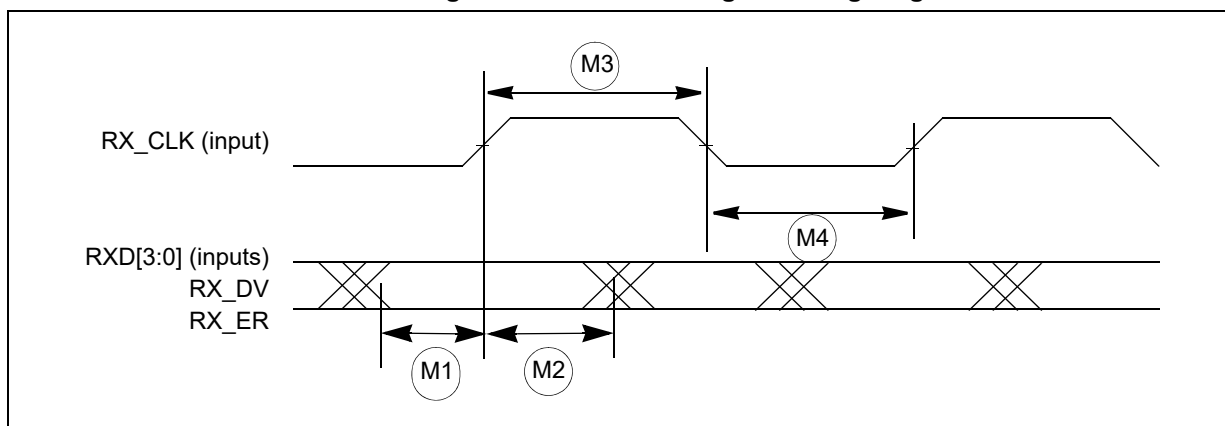 M3
RX_CLK (input)
M4
RXD[3:0] (inputs)
RX_DV
RX_ER
M1
M2